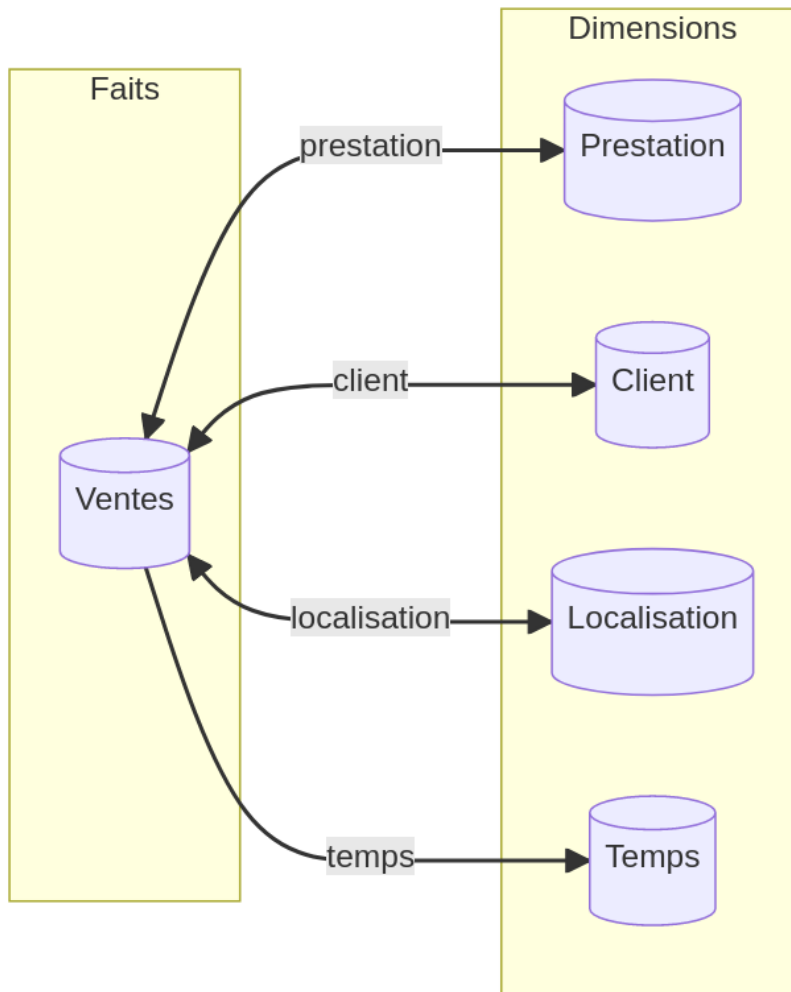 Dimensions
Faits
prestation
Prestation
client
Client
Ventes
localisation
Localisation
temps
Temps